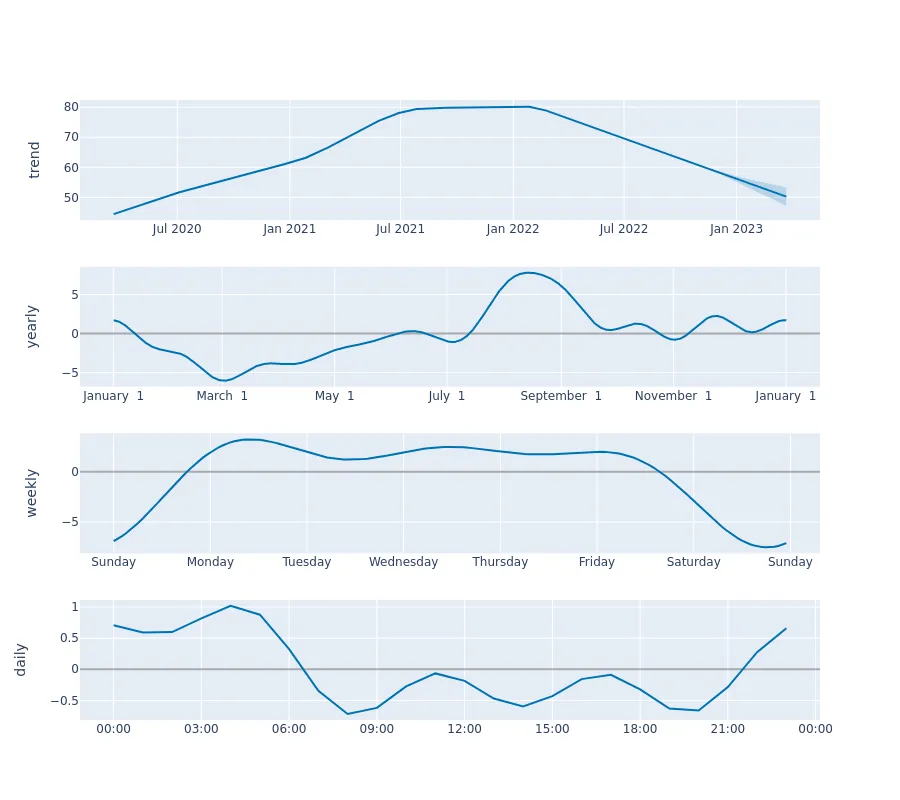 trend
80
70
60
50
Jul 2020 Jan 2021 Jul 2021 Jan 2022 Jul 2022 Jan 2023
yearly
5
0
−5
January 1 March 1 May 1 July 1 September 1 November 1 January 1
weekly
0
−5
Sunday Monday Tuesday Wednesday Thursday Friday Saturday Sunday
daily
1
0.5
0
−0.5
00:00 03:00 06:00 09:00 12:00 15:00 18:00 21:00 00:00